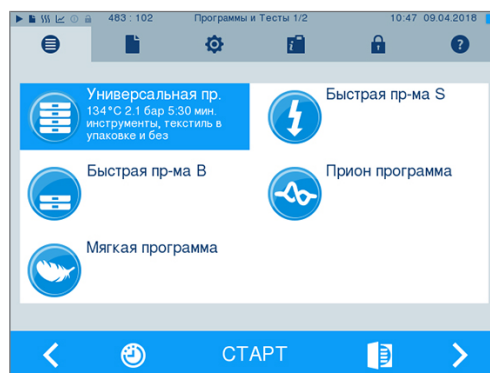 483 : 102 Программы и Тесты 1/2 10:47 09.04.2018
Универсальная пр.
134°C 2.1 бар 5:30 мин.
инструменты, текстиль в
упаковке и без
Быстрая пр-ма S
Быстрая пр-ма B
Прион программа
Мягкая программа
СТАРТ